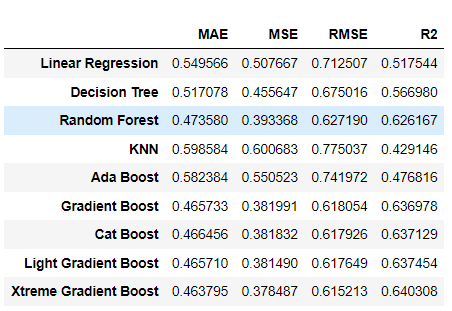 MAE MSE RMSE R2
Linear Regression 0.549566 0.507667 0.712507 0.517544
Decision Tree 0.517078 0.455647 0.675016 0.566980
Random Forest 0.473580 0.393368 0.627190 0.626167
KNN 0.598584 0.600683 0.775037 0.429146
Ada Boost 0.582384 0.550523 0.741972 0.476816
Gradient Boost 0.465733 0.381991 0.618054 0.636978
Cat Boost 0.466456 0.381832 0.617926 0.637129
Light Gradient Boost 0.465710 0.381490 0.617649 0.637454
Xtreme Gradient Boost 0.463795 0.378487 0.615213 0.640308